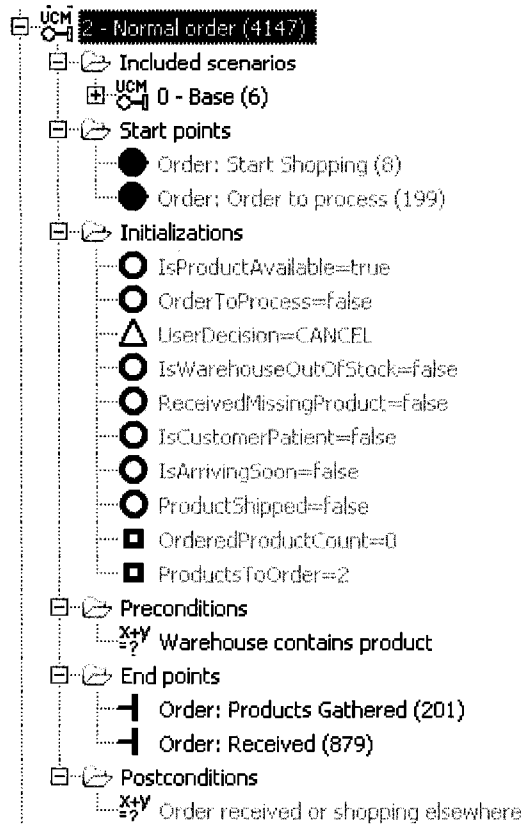 UCM 2 - Normal order (4147)
Included scenarios
UCM 0 - Base (6)
Start points
Order: Start Shopping (8)
Order: Order to process (199)
Initializations
IsProductAvailable=true
OrderToProcess=false
UserDecision=CANCEL
IsWarehouseOutOfStock=false
ReceivedMissingProduct=false
IsCustomerPatient=false
IsArrivingSoon=false
ProductShipped=false
OrderedProductCount=0
ProductsToOrder=2
Preconditions
X+Y =? Warehouse contains product
End points
Order: Products Gathered (201)
Order: Received (879)
Postconditions
X+Y =? Order received or shopping elsewhere